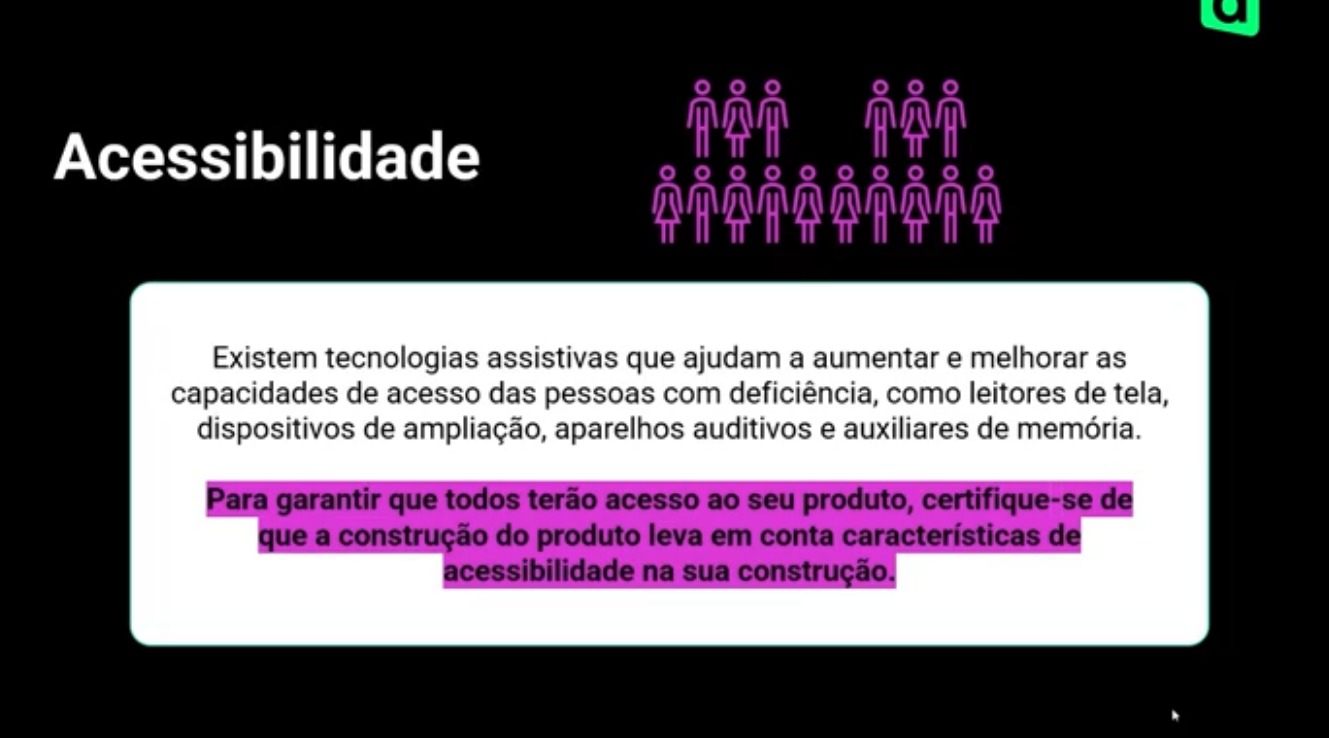 Acessibilidade
Existem tecnologias assistivas que ajudam a aumentar e melhorar as
capacidades de acesso das pessoas com deficiência, como leitores de tela,
dispositivos de ampliação, aparelhos auditivos e auxiliares de memória.
Para garantir que todos terão acesso ao seu produto, certifique-se de
que a construção do produto leva em conta características de
acessibilidade na sua construção.